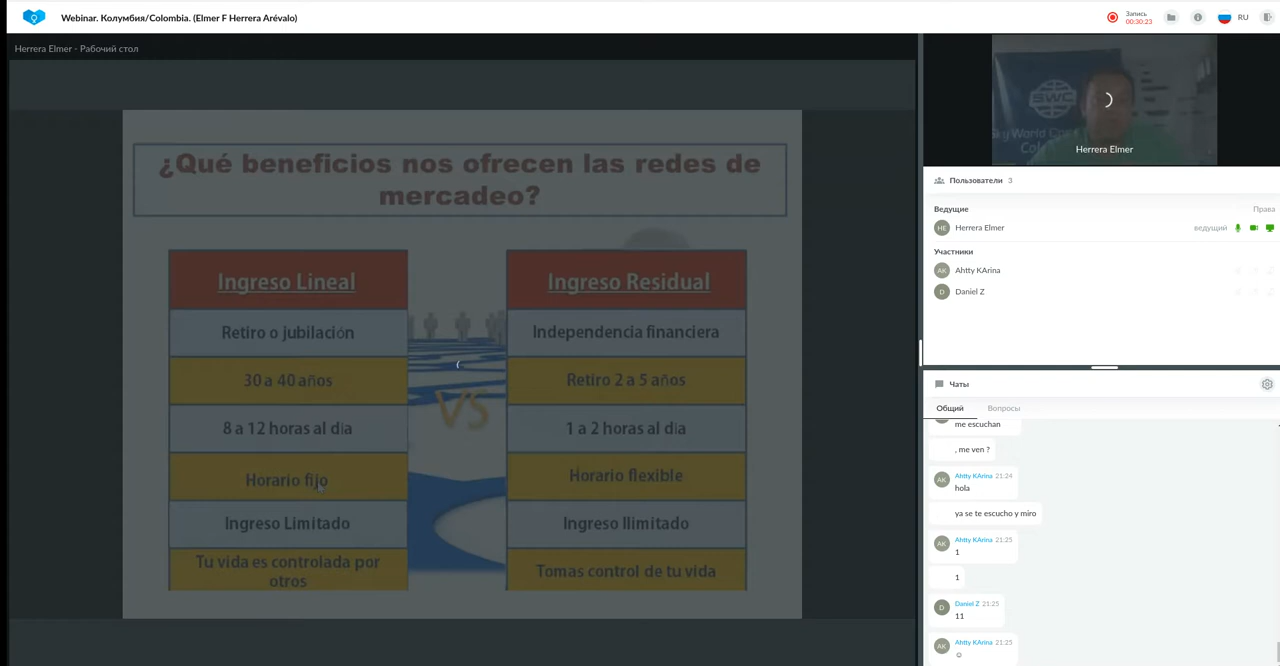 Webinar. Колумбия/Colombia. (Elmer F Herrera Arévalo)
Запись
00:30:23
RU
Herrera Elmer - Рабочий стол
¿Qué beneficios nos ofrecen las redes de
mercadeo?
Ingreso Lineal
Retiro o jubilación
30 a 40 años
8 a 12 horas al día
Horario fijo
Ingreso Limitado
Tu vida es controlada por
otros
VS
Ingreso Residual
Independencia financiera
Retiro 2 a 5 años
1 a 2 horas al día
Horario flexible
Ingreso Ilimitado
Tomas control de tu vida
SWC
Herrera Elmer
Пользователи 3
Ведущие Права
HE Herrera Elmer ведущий
Участники
AK Ahtty KArina
D Daniel Z
Чаты
Общий Вопросы
me escuchan
, me ven ?
AK Ahtty KArina 21:24
hola
ya se te escucho y miro
AK Ahtty KArina 21:25
1
1
D Daniel Z 21:25
11
AK Ahtty KArina 21:25